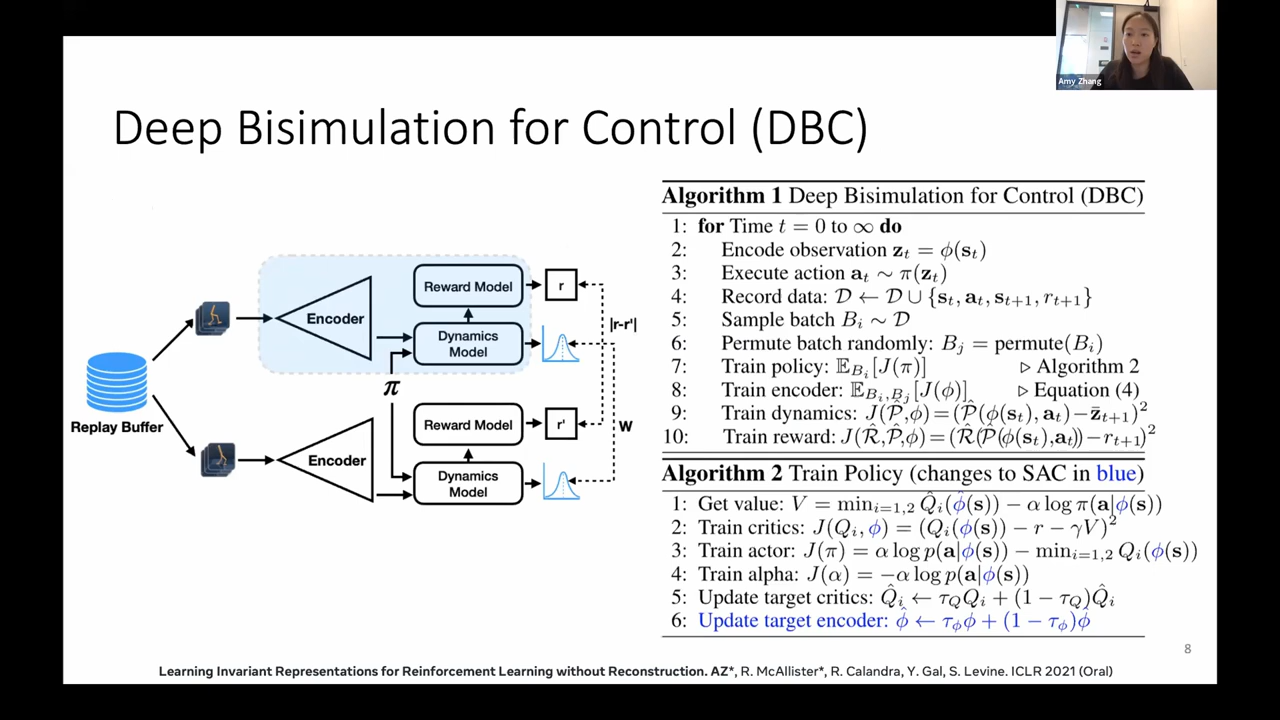 Amy Zhang
Deep Bisimulation for Control (DBC)
Replay Buffer
Encoder
Reward Model
Dynamics
Model
r
|r-r'|
π
Encoder
Reward Model
Dynamics
Model
r'
W
Algorithm 1 Deep Bisimulation for Control (DBC)
1: for Time t = 0 to ∞ do
2: Encode observation z_t = ϕ(s_t)
3: Execute action a_t ∼ π(z_t)
4: Record data: 𝒟 ← 𝒟 ∪ {s_t, a_t, s_{t+1}, r_{t+1}}
5: Sample batch B_i ∼ 𝒟
6: Permute batch randomly: B_j = permute(B_i)
7: Train policy: 𝔼_{B_i}[J(π)] ▷ Algorithm 2
8: Train encoder: 𝔼_{B_i,B_j}[J(ϕ)] ▷ Equation (4)
9: Train dynamics: J(𝒫̂,ϕ)=(𝒫̂(ϕ(s_t),a_t)−z̄_{t+1})²
10: Train reward: J(ℛ̂,𝒫̂,ϕ)=(ℛ̂(𝒫̂(ϕ(s_t),a_t))−r_{t+1})²
Algorithm 2 Train Policy (changes to SAC in blue)
1: Get value: V = min_{i=1,2} Q̂_i(ϕ̂(s)) − α log π(a|ϕ(s))
2: Train critics: J(Q_i, ϕ) = (Q_i(ϕ(s)) − r − γV)²
3: Train actor: J(π) = α log p(a|ϕ(s)) − min_{i=1,2} Q_i(ϕ(s))
4: Train alpha: J(α) = −α log p(a|ϕ(s))
5: Update target critics: Q̂_i ← τ_Q Q_i + (1 − τ_Q)Q̂_i
6: Update target encoder: ϕ̂ ← τ_ϕ ϕ + (1 − τ_ϕ)ϕ̂
8
Learning Invariant Representations for Reinforcement Learning without Reconstruction. AZ*, R. McAllister*, R. Calandra, Y. Gal, S. Levine. ICLR 2021 (Oral)